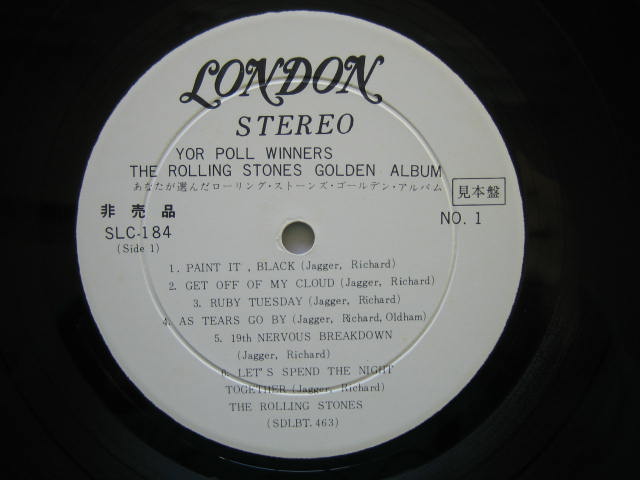 LONDON
STEREO
YOR POLL WINNERS
THE ROLLING STONES GOLDEN ALBUM
あなたが選んだローリング・ストーンズ・ゴールデン・アルバム
見本盤
非売品
NO. 1
SLC-184
(Side 1)
1. PAINT IT , BLACK (Jagger, Richard)
2. GET OFF OF MY CLOUD (Jagger, Richard)
3. RUBY TUESDAY (Jagger, Richard)
4. AS TEARS GO BY (Jagger, Richard, Oldham)
5. 19th NERVOUS BREAKDOWN
(Jagger, Richard)
6. LET'S SPEND THE NIGHT
TOGETHER (Jagger, Richard)
THE ROLLING STONES
(SDLBT. 463)